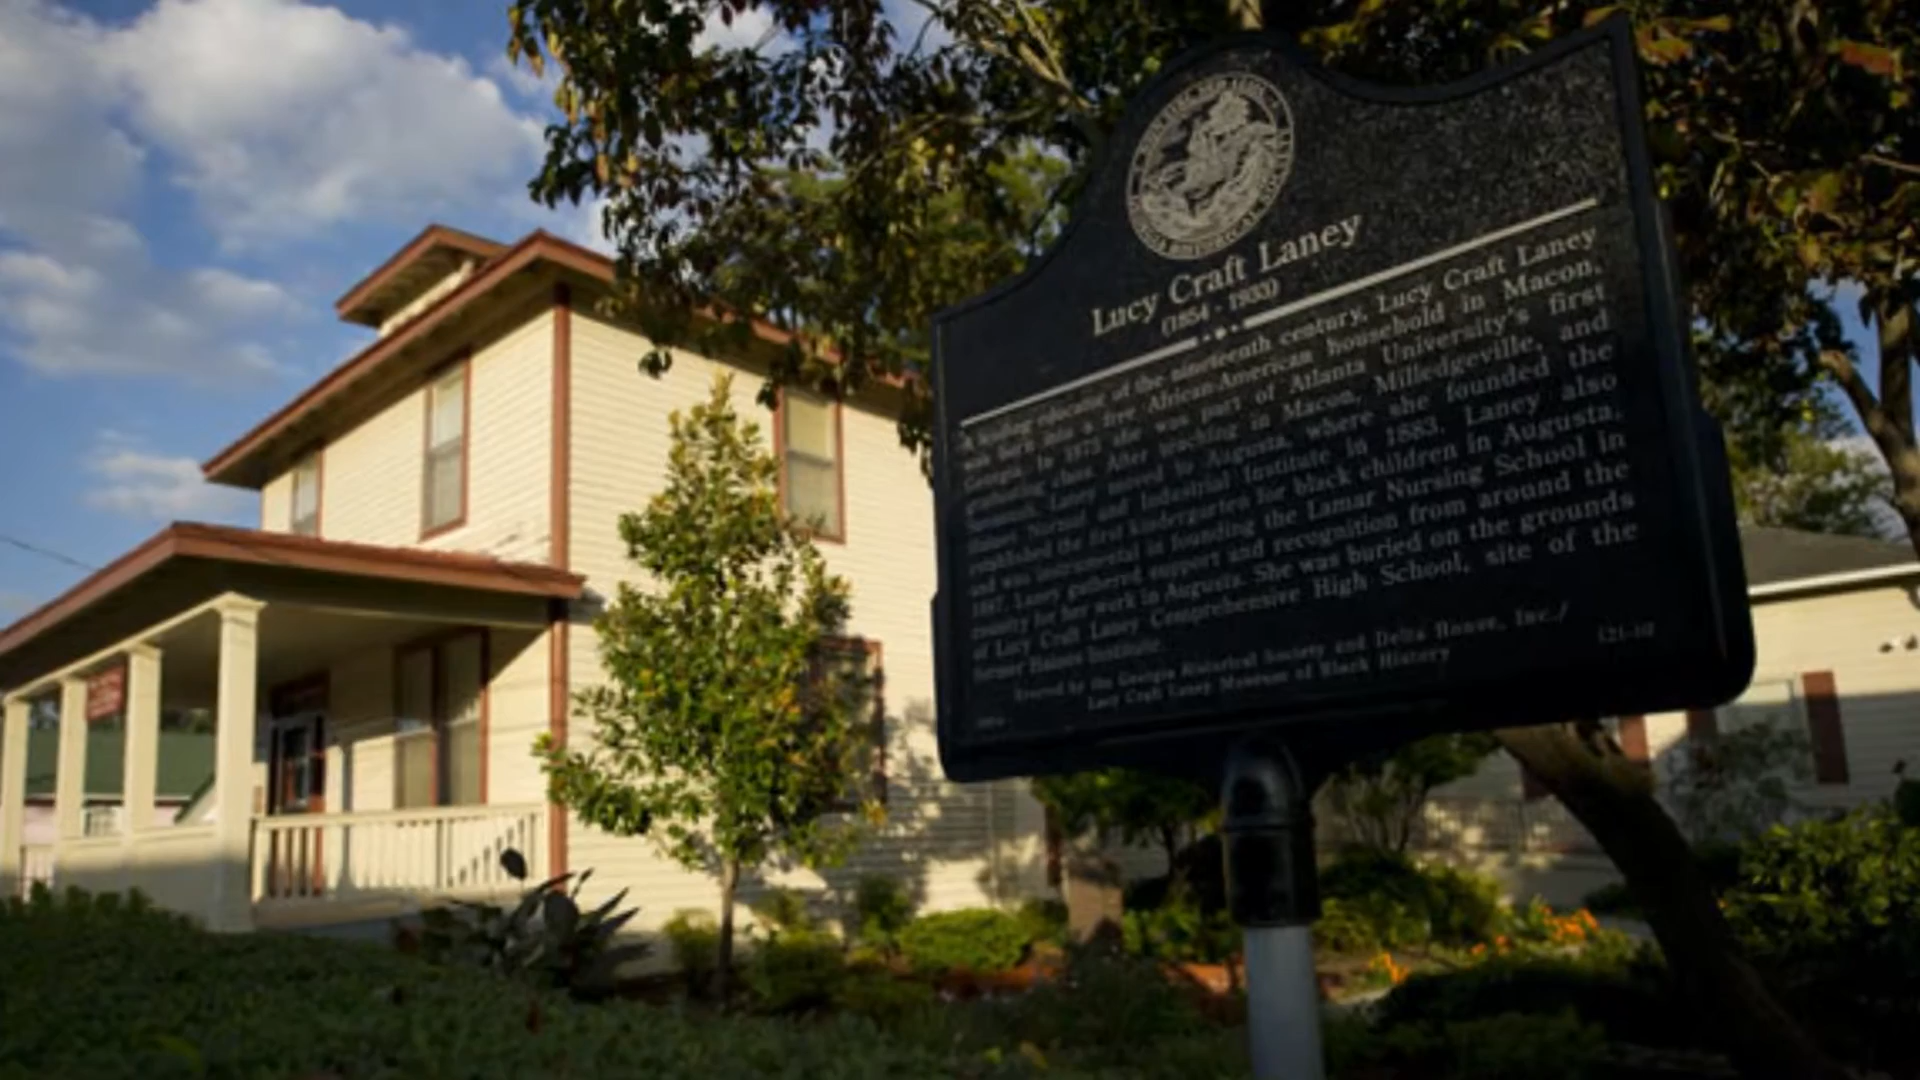 Lucy Craft Laney
(1854 - 1933)
A leading educator of the nineteenth century, Lucy Craft Laney
was born into a free African-American household in Macon,
Georgia. In 1873 she was part of Atlanta University's first
graduating class. After teaching in Macon, Milledgeville, and
Savannah, Laney moved to Augusta, where she founded the
Haines Normal and Industrial Institute in 1883. Laney also
established the first kindergarten for black children in Augusta,
and was instrumental in founding the Lamar Nursing School in
1887. Laney gathered support and recognition from around the
country for her work in Augusta. She was buried on the grounds
of Lucy Craft Laney Comprehensive High School, site of the
former Haines Institute.
Erected by the Georgia Historical Society and Delta House, Inc./
Lucy Craft Laney Museum of Black History
121-10